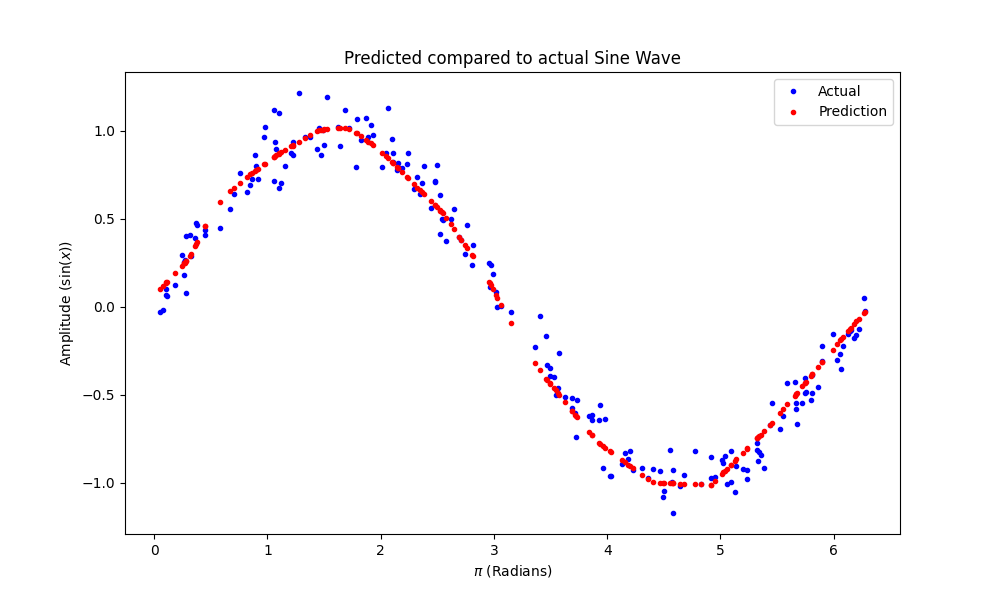 Predicted compared to actual Sine Wave
Actual
Prediction
1.0
0.5
0.0
−0.5
−1.0
Amplitude (sin(x))
0 1 2 3 4 5 6
π (Radians)